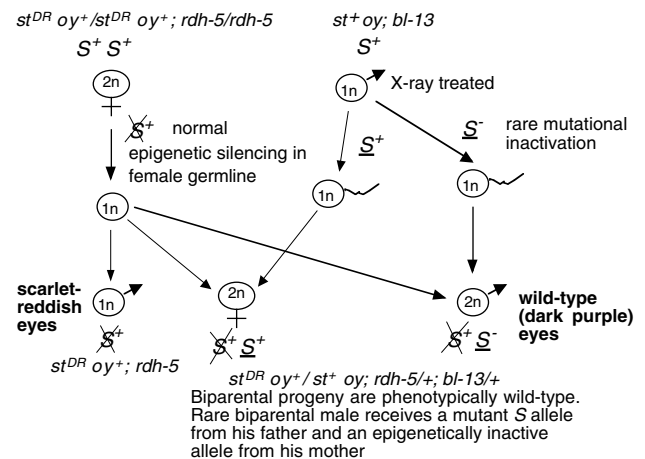 st^DR oy^+/st^DR oy^+; rdh-5/rdh-5
st^+ oy; bl-13
S^+ S^+
S^+
2n
1n
X-ray treated
S^+ normal
epigenetic silencing in
female germline
S^+
S^- rare mutational
inactivation
1n
1n
1n
scarlet-
reddish
eyes
1n
2n
2n
wild-type
(dark purple)
eyes
S^+
S^+ S^+
S^+ S^-
st^DR oy^+; rdh-5
st^DR oy^+/ st^+ oy; rdh-5/+; bl-13/+
Biparental progeny are phenotypically wild-type.
Rare biparental male receives a mutant S allele
from his father and an epigenetically inactive
allele from his mother